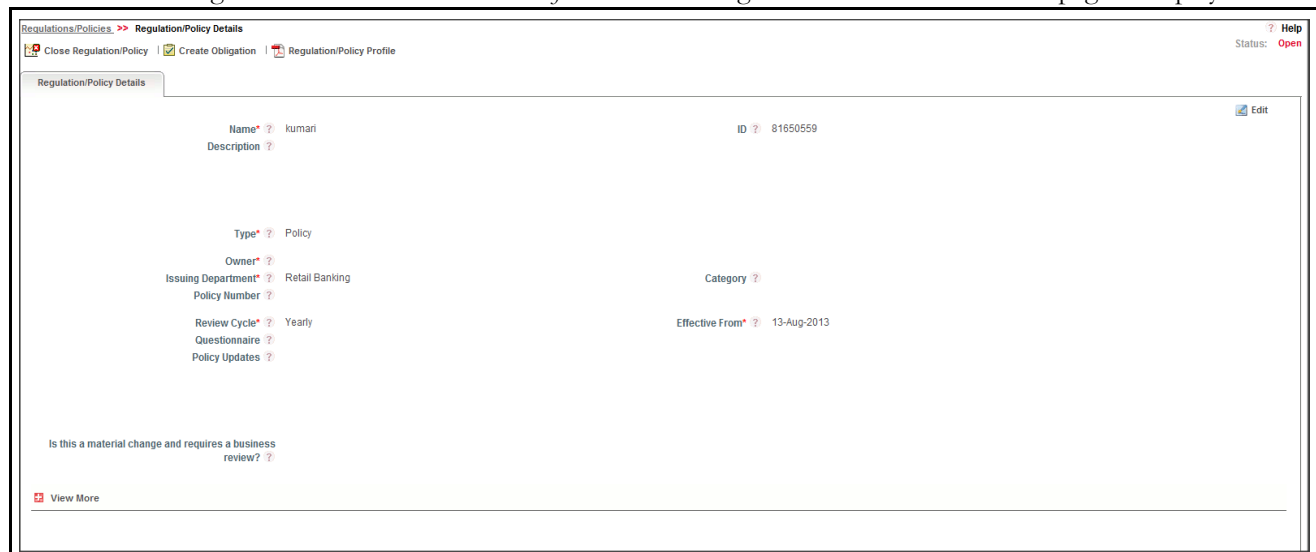 Regulations/Policies >> Regulation/Policy Details ? Help
Close Regulation/Policy | Create Obligation | Regulation/Policy Profile Status: Open
Regulation/Policy Details
Edit
Name* ? kumari ID ? 81650559
Description ?
Type* ? Policy
Owner* ?
Issuing Department* ? Retail Banking Category ?
Policy Number ?
Review Cycle* ? Yearly Effective From* ? 13-Aug-2013
Questionnaire ?
Policy Updates ?
Is this a material change and requires a business
review? ?
View More